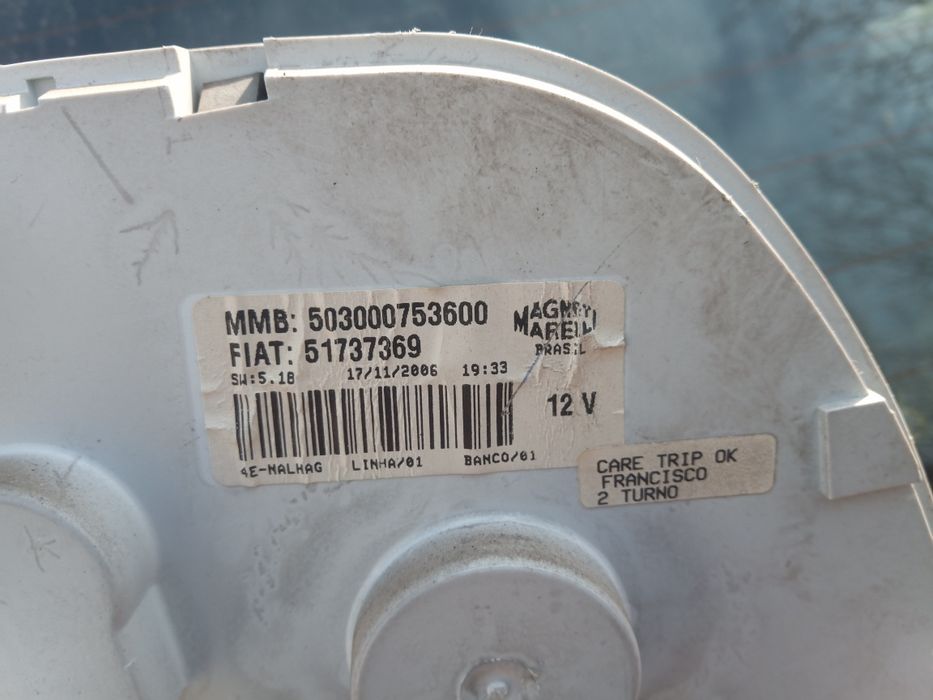 MMB: 503000753600
MAGNETI
MARELLI
BRASIL
FIAT: 51737369
SW:5.18 17/11/2006 19:33
12 V
4E-NALHAG LINHA/01 BANCO/01
CARE TRIP OK
FRANCISCO
2 TURNO